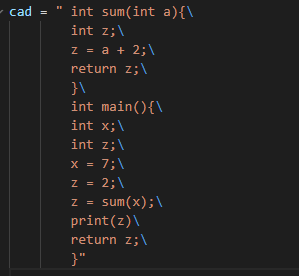 cad = " int sum(int a){\
int z;\
z = a + 2;\
return z;\
}\
int main(){\
int x;\
int z;\
x = 7;\
z = 2;\
z = sum(x);\
print(z)\
return z;\
}"